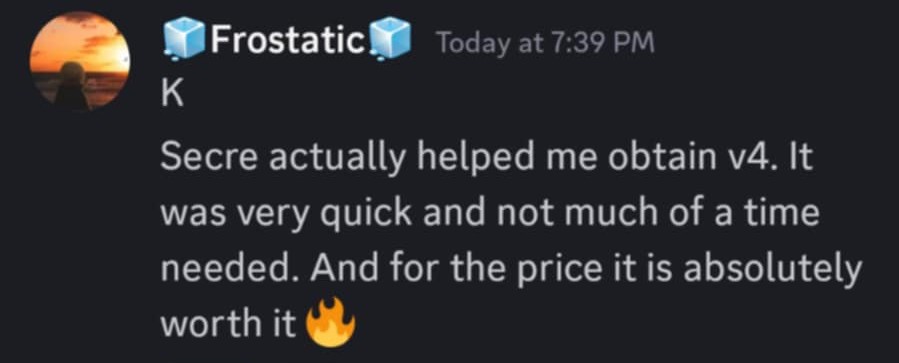 🧊Frostatic🧊 Today at 7:39 PM
K
Secre actually helped me obtain v4. It
was very quick and not much of a time
needed. And for the price it is absolutely
worth it🔥